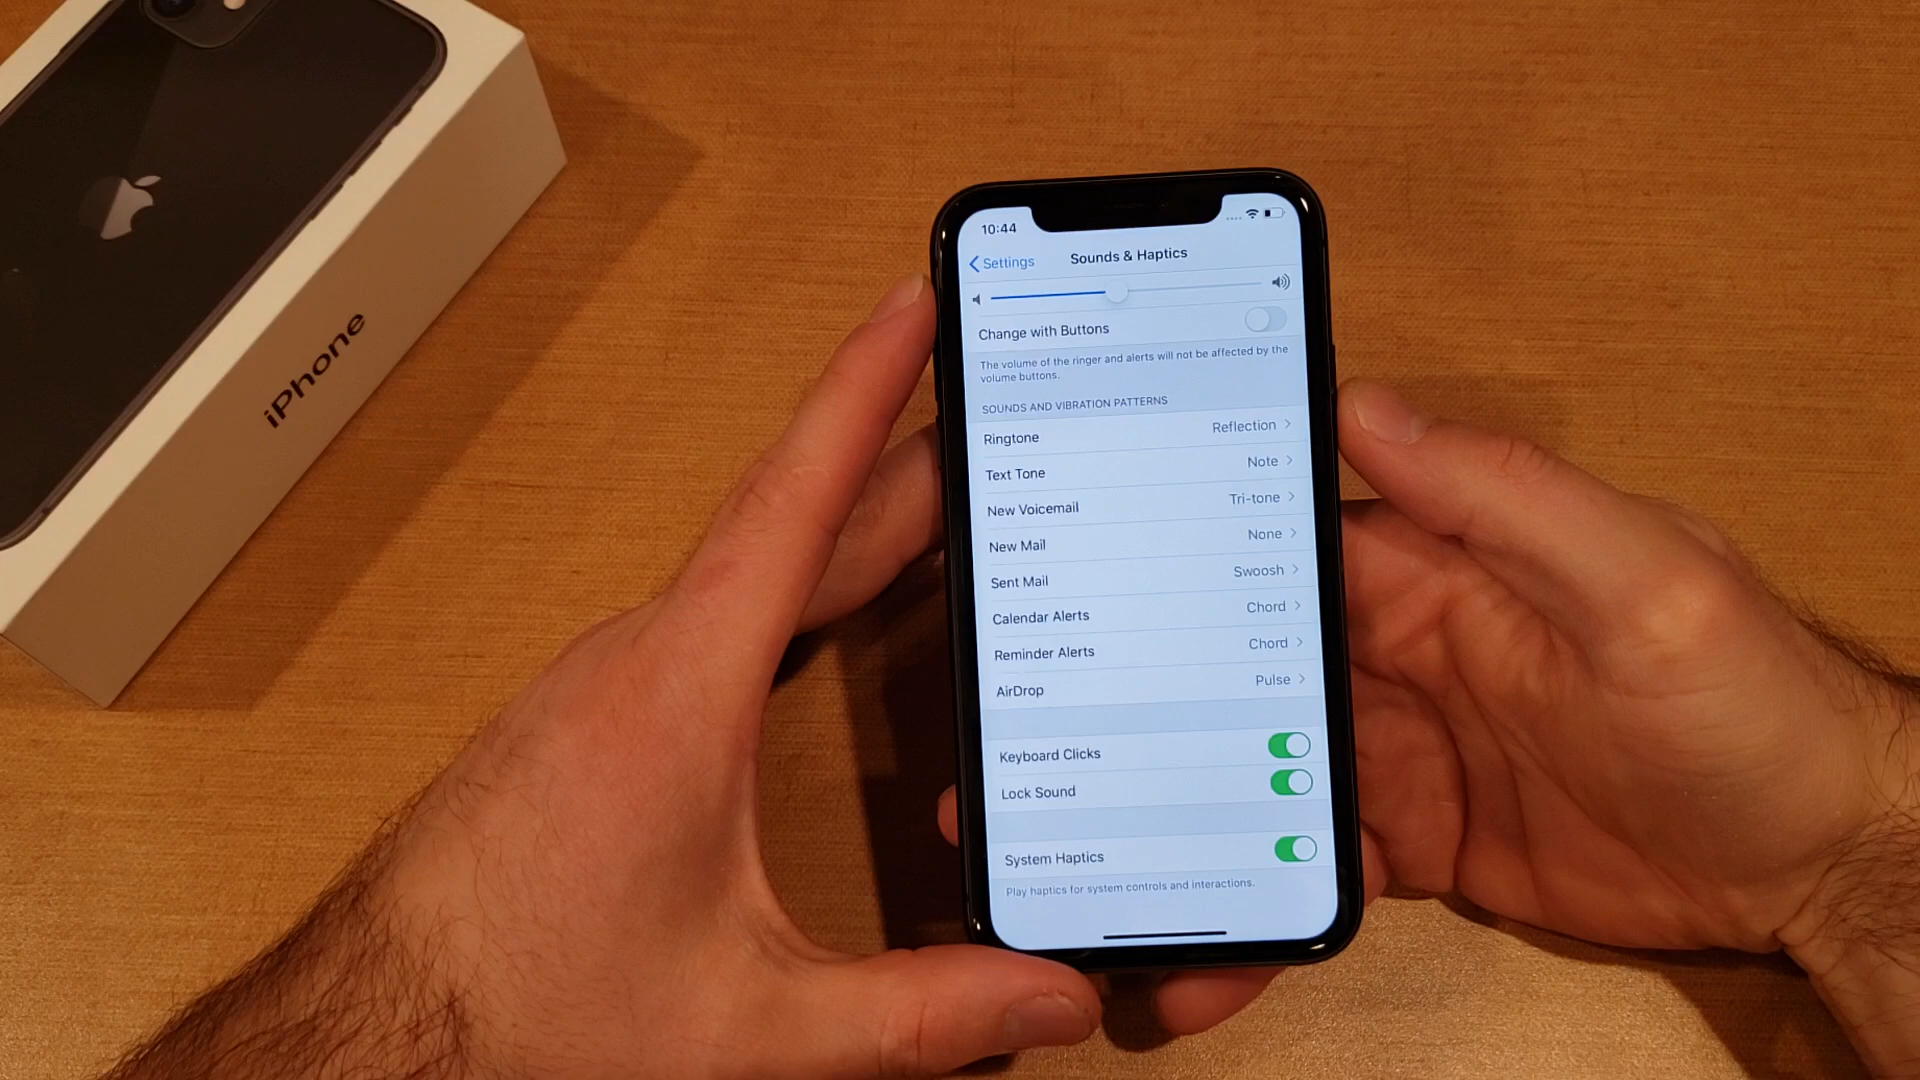 iPhone
10:44
Settings
Sounds & Haptics
Change with Buttons
The volume of the ringer and alerts will not be affected by the
volume buttons.
SOUNDS AND VIBRATION PATTERNS
Ringtone Reflection
Text Tone Note
New Voicemail Tri-tone
New Mail None
Sent Mail Swoosh
Calendar Alerts Chord
Reminder Alerts Chord
AirDrop Pulse
Keyboard Clicks
Lock Sound
System Haptics
Play haptics for system controls and interactions.